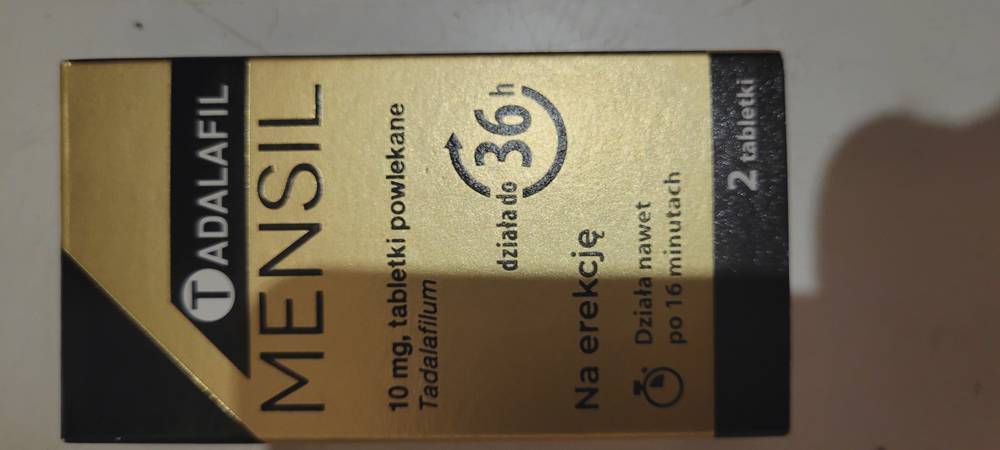 TADALAFIL
MENSIL
10 mg, tabletki powlekane
Tadalafilum
działa do 36 h
Na erekcję
Działa nawet
po 16 minutach
2 tabletki